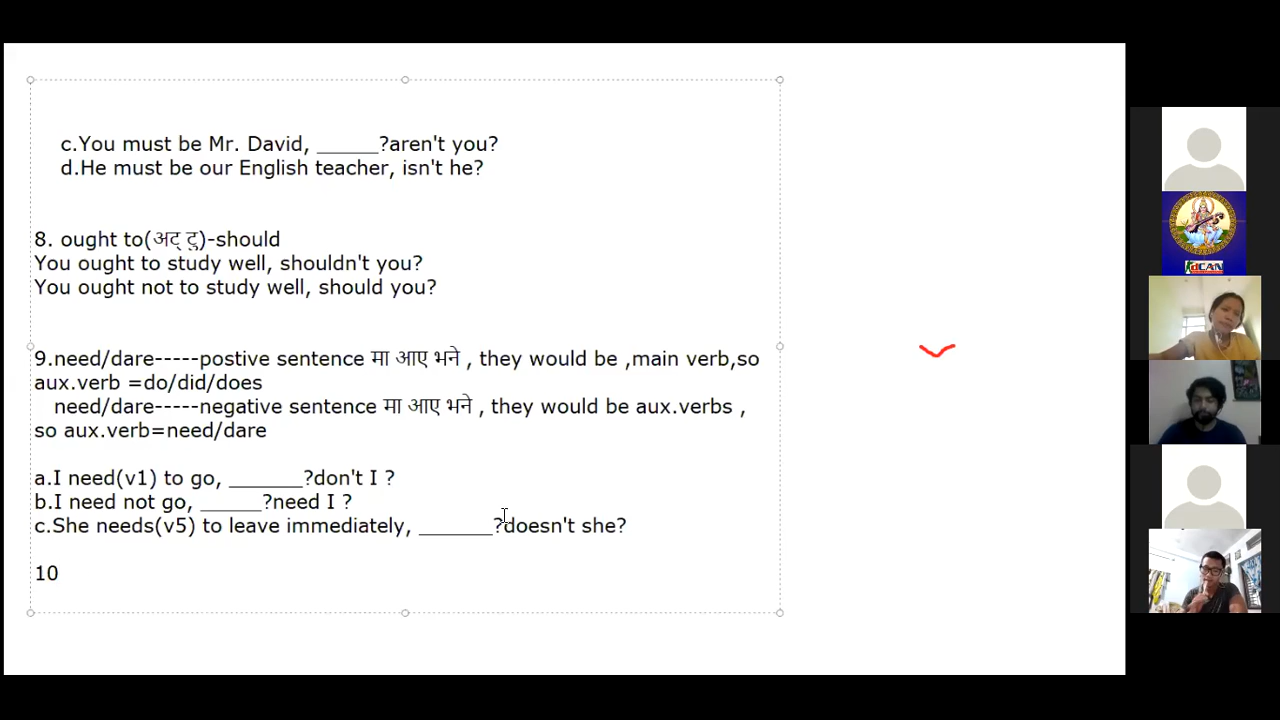 c.You must be Mr. David, ______?aren't you?
d.He must be our English teacher, isn't he?
8. ought to(अट् टु)-should
You ought to study well, shouldn't you?
You ought not to study well, should you?
9.need/dare-----postive sentence मा आए भने , they would be ,main verb,so
aux.verb =do/did/does
need/dare-----negative sentence मा आए भने , they would be aux.verbs ,
so aux.verb=need/dare
a.I need(v1) to go, _______?don't I ?
b.I need not go, ______?need I ?
c.She needs(v5) to leave immediately, _______?doesn't she?
10